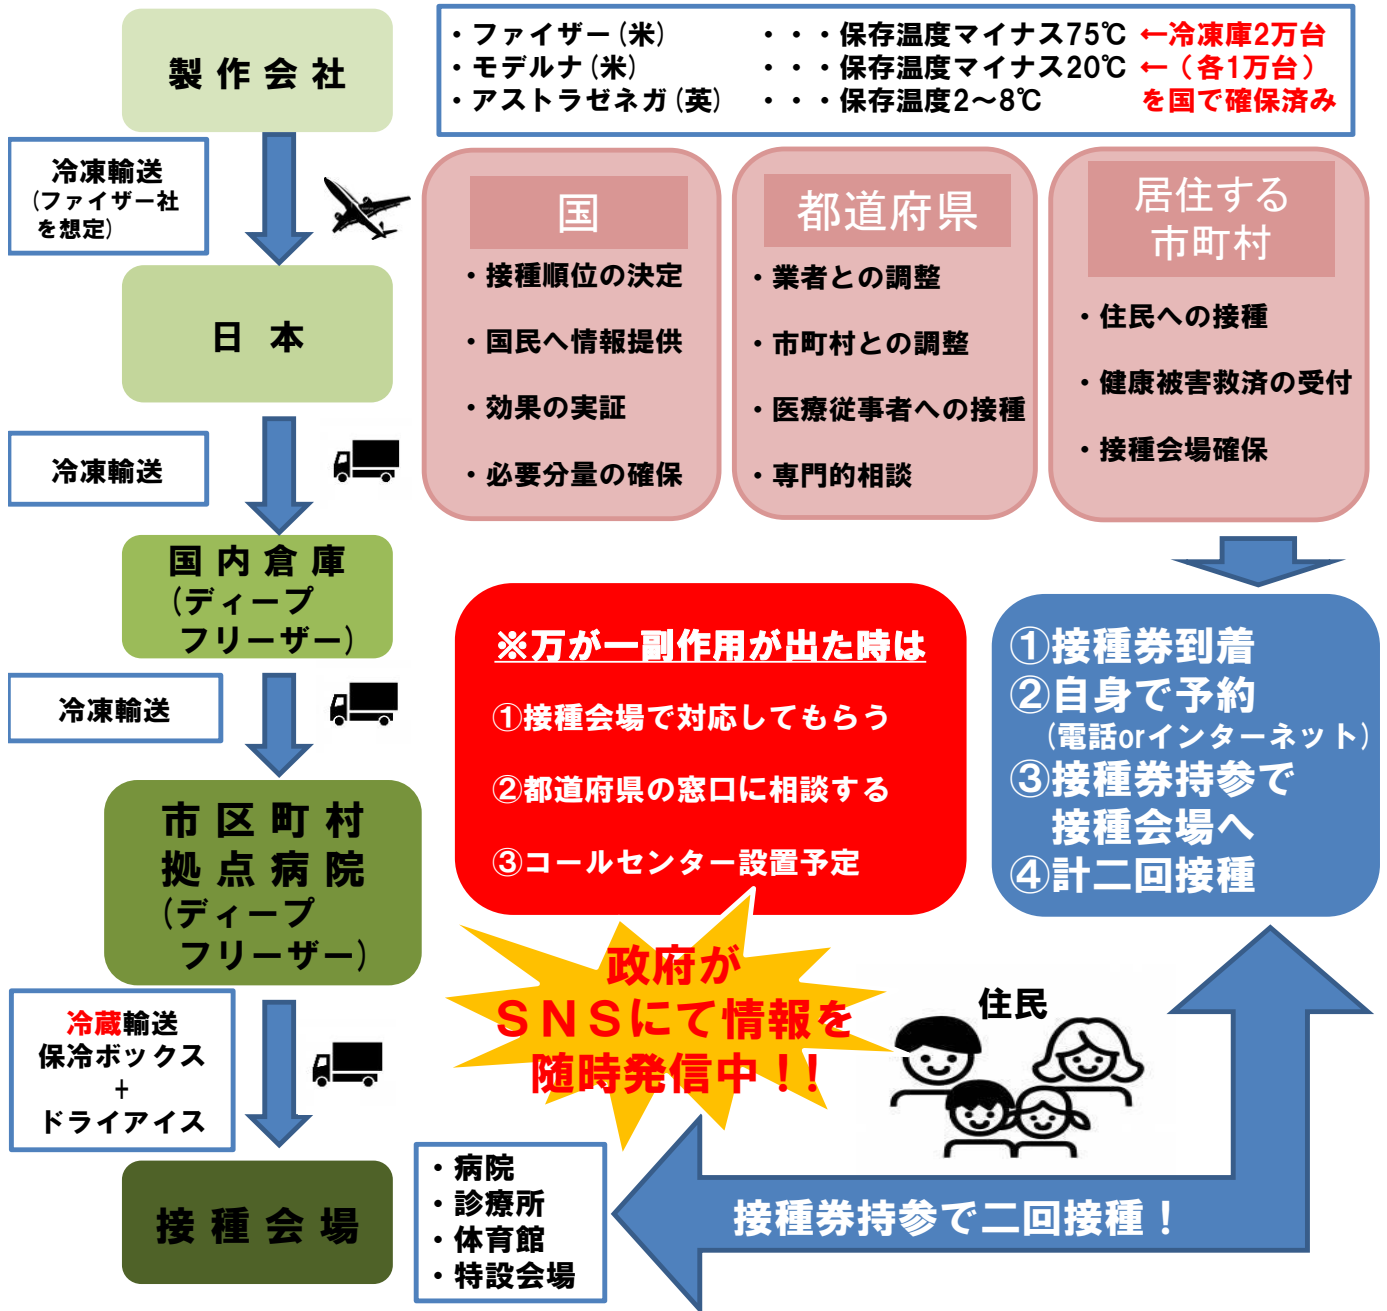 製作会社
・ファイザー(米) ・・・保存温度マイナス75℃ ←冷凍庫2万台
・モデルナ(米) ・・・保存温度マイナス20℃ ←(各1万台)
・アストラゼネガ(英) ・・・保存温度2～8℃ を国で確保済み
冷凍輸送
(ファイザー社
を想定)
日本
冷凍輸送
国内倉庫
(ディープ
フリーザー)
冷凍輸送
市区町村
拠点病院
(ディープ
フリーザー)
冷蔵輸送
保冷ボックス
+
ドライアイス
接種会場
・病院
・診療所
・体育館
・特設会場
国
・接種順位の決定
・国民へ情報提供
・効果の実証
・必要分量の確保
都道府県
・業者との調整
・市町村との調整
・医療従事者への接種
・専門的相談
居住する
市町村
・住民への接種
・健康被害救済の受付
・接種会場確保
※万が一副作用が出た時は
①接種会場で対応してもらう
②都道府県の窓口に相談する
③コールセンター設置予定
政府が
SNSにて情報を
随時発信中!!
①接種券到着
②自身で予約
(電話orインターネット)
③接種券持参で
接種会場へ
④計二回接種
住民
接種券持参で二回接種！